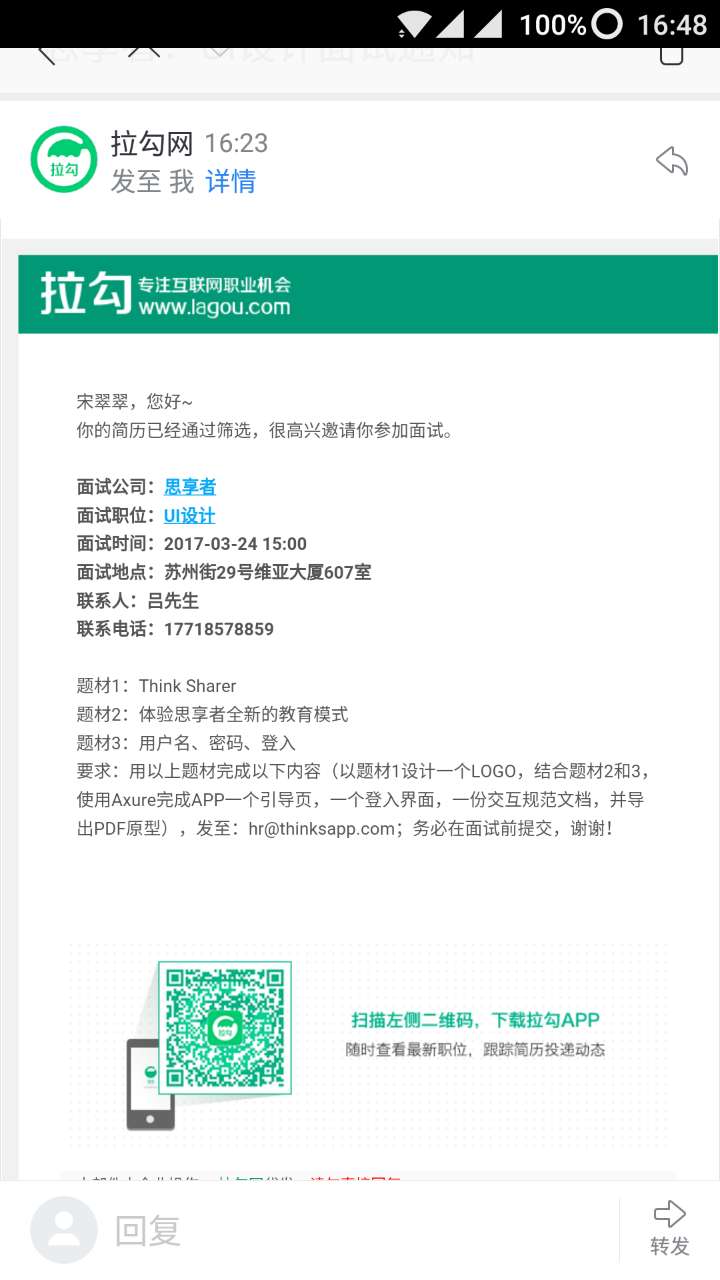 100% 16:48
拉勾网 16:23
拉勾
发至 我 详情
拉勾 专注互联网职业机会
www.lagou.com
宋翠翠，您好~
你的简历已经通过筛选，很高兴邀请你参加面试。
面试公司：思享者
面试职位：UI设计
面试时间：2017-03-24 15:00
面试地点：苏州街29号维亚大厦607室
联系人：吕先生
联系电话：17718578859
题材1：Think Sharer
题材2：体验思享者全新的教育模式
题材3：用户名、密码、登入
要求：用以上题材完成以下内容（以题材1设计一个LOGO，结合题材2和3，
使用Axure完成APP一个引导页，一个登入界面，一份交互规范文档，并导
出PDF原型），发至：hr@thinksapp.com；务必在面试前提交，谢谢！
扫描左侧二维码，下载拉勾APP
随时查看最新职位，跟踪简历投递动态
拉勾
回复
转发